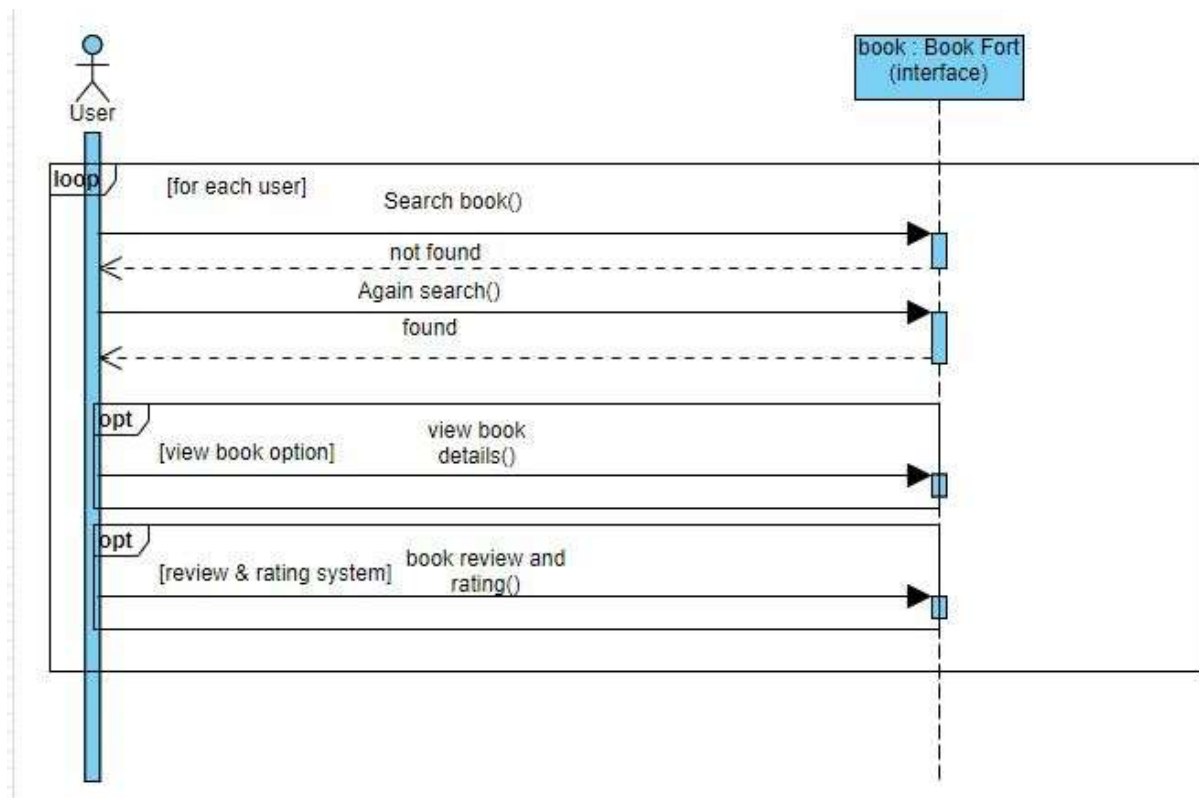 book : Book Fort
(interface)
User
loop
[for each user]
Search book()
not found
Again search()
found
opt
view book
[view book option]
details()
opt
book review and
[review & rating system]
rating()